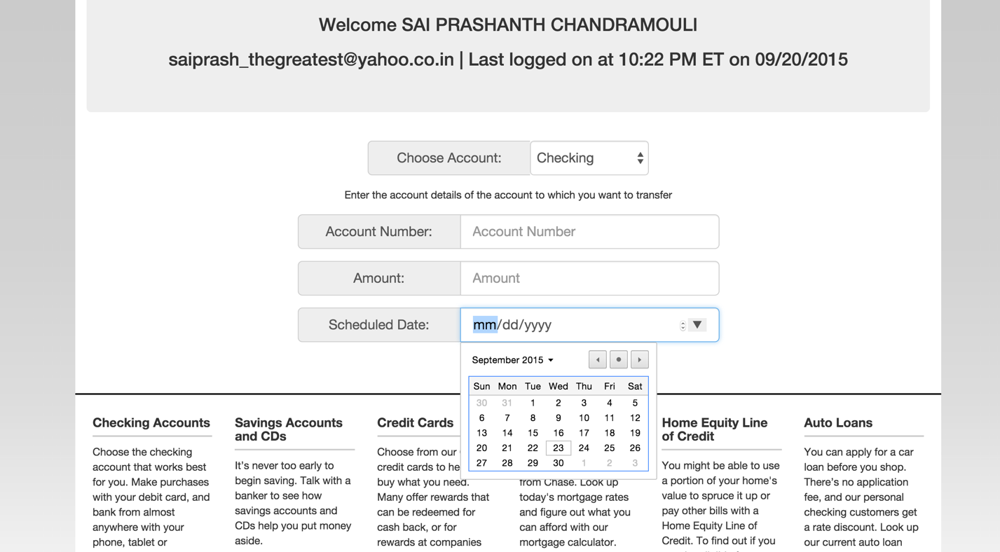 Welcome SAI PRASHANTH CHANDRAMOULI
saiprash_thegreatest@yahoo.co.in | Last logged on at 10:22 PM ET on 09/20/2015
Choose Account: Checking
Enter the account details of the account to which you want to transfer
Account Number: Account Number
Amount: Amount
Scheduled Date: mm/dd/yyyy
September 2015
Sun Mon Tue Wed Thu Fri Sat
30 31 1 2 3 4 5
6 7 8 9 10 11 12
13 14 15 16 17 18 19
20 21 22 23 24 25 26
27 28 29 30 1 2 3
Checking Accounts
Choose the checking
account that works best
for you. Make purchases
with your debit card, and
bank from almost
anywhere with your
phone, tablet or
Savings Accounts
and CDs
It's never too early to
begin saving. Talk with a
banker to see how
savings accounts and
CDs help you put money
aside.
Credit Cards
Choose from our
credit cards to he
buy what you need.
Many offer rewards that
can be redeemed for
cash back, or for
rewards at companies
from Chase. Look up
today's mortgage rates
and figure out what you
can afford with our
mortgage calculator.
Home Equity Line
of Credit
You might be able to use
a portion of your home's
value to spruce it up or
pay other bills with a
Home Equity Line of
Credit. To find out if you
Auto Loans
You can apply for a car
loan before you shop.
There's no application
fee, and our personal
checking customers get
a rate discount. Look up
our current auto loan